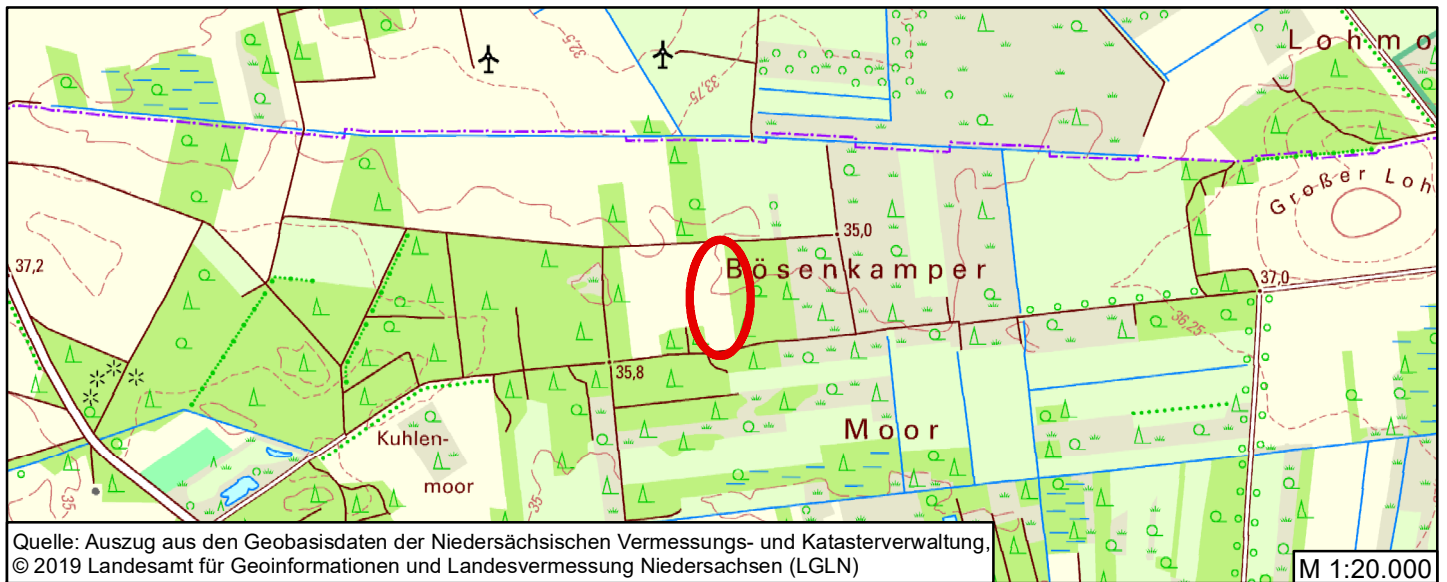 32,5
Lohmo
33,75
Großer Loh
35,0
37,2
Bösenkamper
37,0
36,25
35,8
Moor
Kuhlen-
moor
35
35
Quelle: Auszug aus den Geobasisdaten der Niedersächsischen Vermessungs- und Katasterverwaltung,
© 2019 Landesamt für Geoinformationen und Landesvermessung Niedersachsen (LGLN)
M 1:20.000